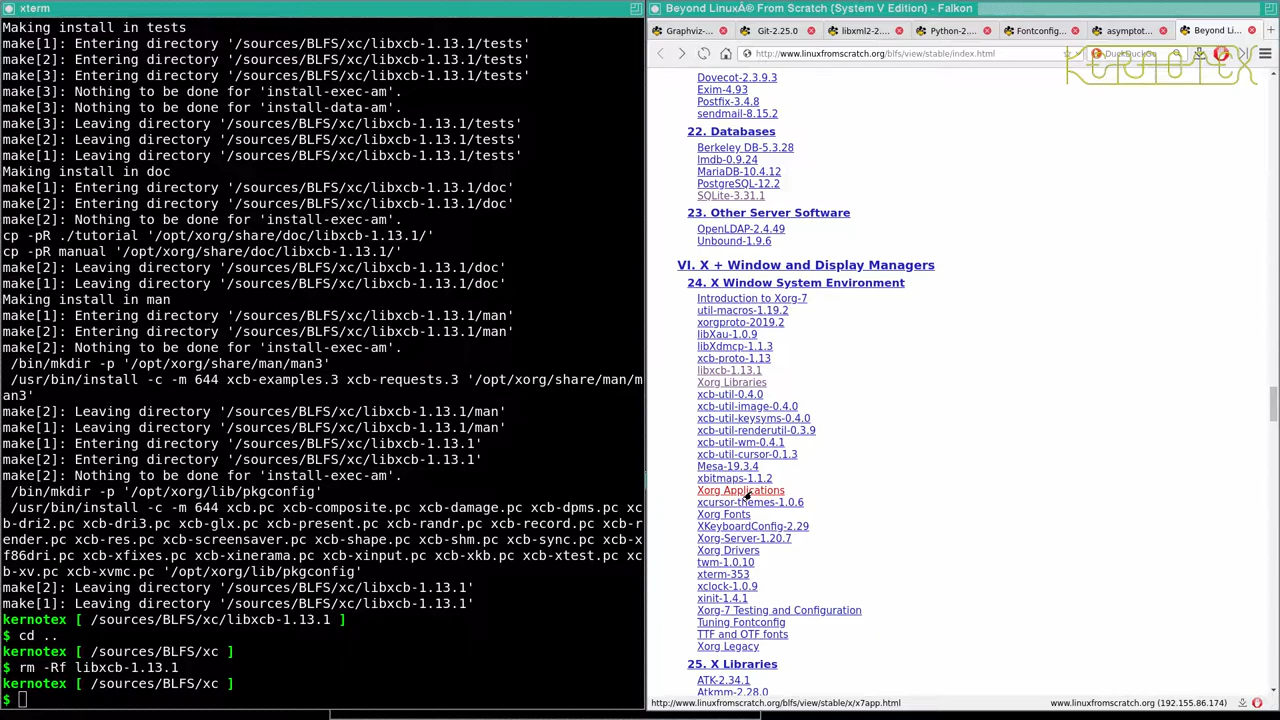 xterm
Making install in tests
make[1]: Entering directory '/sources/BLFS/xc/libxcb-1.13.1/tests'
make[2]: Entering directory '/sources/BLFS/xc/libxcb-1.13.1/tests'
make[3]: Entering directory '/sources/BLFS/xc/libxcb-1.13.1/tests'
make[3]: Nothing to be done for 'install-exec-am'.
make[3]: Nothing to be done for 'install-data-am'.
make[3]: Leaving directory '/sources/BLFS/xc/libxcb-1.13.1/tests'
make[2]: Leaving directory '/sources/BLFS/xc/libxcb-1.13.1/tests'
make[1]: Leaving directory '/sources/BLFS/xc/libxcb-1.13.1/tests'
Making install in doc
make[1]: Entering directory '/sources/BLFS/xc/libxcb-1.13.1/doc'
make[2]: Entering directory '/sources/BLFS/xc/libxcb-1.13.1/doc'
make[2]: Nothing to be done for 'install-exec-am'.
cp -pR ./tutorial '/opt/xorg/share/doc/libxcb-1.13.1/'
cp -pR manual '/opt/xorg/share/doc/libxcb-1.13.1/'
make[2]: Leaving directory '/sources/BLFS/xc/libxcb-1.13.1/doc'
make[1]: Leaving directory '/sources/BLFS/xc/libxcb-1.13.1/doc'
Making install in man
make[1]: Entering directory '/sources/BLFS/xc/libxcb-1.13.1/man'
make[2]: Entering directory '/sources/BLFS/xc/libxcb-1.13.1/man'
make[2]: Nothing to be done for 'install-exec-am'.
/bin/mkdir -p '/opt/xorg/share/man/man3'
/usr/bin/install -c -m 644 xcb-examples.3 xcb-requests.3 '/opt/xorg/share/man/m
an3'
make[2]: Leaving directory '/sources/BLFS/xc/libxcb-1.13.1/man'
make[1]: Leaving directory '/sources/BLFS/xc/libxcb-1.13.1/man'
make[1]: Entering directory '/sources/BLFS/xc/libxcb-1.13.1'
make[2]: Entering directory '/sources/BLFS/xc/libxcb-1.13.1'
make[2]: Nothing to be done for 'install-exec-am'.
/bin/mkdir -p '/opt/xorg/lib/pkgconfig'
/usr/bin/install -c -m 644 xcb.pc xcb-composite.pc xcb-damage.pc xcb-dpms.pc xc
b-dri2.pc xcb-dri3.pc xcb-glx.pc xcb-present.pc xcb-randr.pc xcb-record.pc xcb-r
ender.pc xcb-res.pc xcb-screensaver.pc xcb-shape.pc xcb-shm.pc xcb-sync.pc xcb-x
f86dri.pc xcb-xfixes.pc xcb-xinerama.pc xcb-xinput.pc xcb-xkb.pc xcb-xtest.pc xc
b-xv.pc xcb-xvmc.pc '/opt/xorg/lib/pkgconfig'
make[2]: Leaving directory '/sources/BLFS/xc/libxcb-1.13.1'
make[1]: Leaving directory '/sources/BLFS/xc/libxcb-1.13.1'
kernotex [ /sources/BLFS/xc/libxcb-1.13.1 ]
$ cd ..
kernotex [ /sources/BLFS/xc ]
$ rm -Rf libxcb-1.13.1
kernotex [ /sources/BLFS/xc ]
$
Beyond LinuxÂ® From Scratch (System V Edition) - Falkon
Graphviz-... Git-2.25.0 libxml2-2.... Python-2.... Fontconfig... asymptot... Beyond Li...
http://www.linuxfromscratch.org/blfs/view/stable/index.html DuckDuckGo
KERNOTEX
Dovecot-2.3.9.3
Exim-4.93
Postfix-3.4.8
sendmail-8.15.2
22. Databases
Berkeley DB-5.3.28
lmdb-0.9.24
MariaDB-10.4.12
PostgreSQL-12.2
SQLite-3.31.1
23. Other Server Software
OpenLDAP-2.4.49
Unbound-1.9.6
VI. X + Window and Display Managers
24. X Window System Environment
Introduction to Xorg-7
util-macros-1.19.2
xorgproto-2019.2
libXau-1.0.9
libXdmcp-1.1.3
xcb-proto-1.13
libxcb-1.13.1
Xorg Libraries
xcb-util-0.4.0
xcb-util-image-0.4.0
xcb-util-keysyms-0.4.0
xcb-util-renderutil-0.3.9
xcb-util-wm-0.4.1
xcb-util-cursor-0.1.3
Mesa-19.3.4
xbitmaps-1.1.2
Xorg Applications
xcursor-themes-1.0.6
Xorg Fonts
XKeyboardConfig-2.29
Xorg-Server-1.20.7
Xorg Drivers
twm-1.0.10
xterm-353
xclock-1.0.9
xinit-1.4.1
Xorg-7 Testing and Configuration
Tuning Fontconfig
TTF and OTF fonts
Xorg Legacy
25. X Libraries
ATK-2.34.1
Atkmm-2.28.0
http://www.linuxfromscratch.org/blfs/view/stable/x/x7app.html www.linuxfromscratch.org (192.155.86.174)